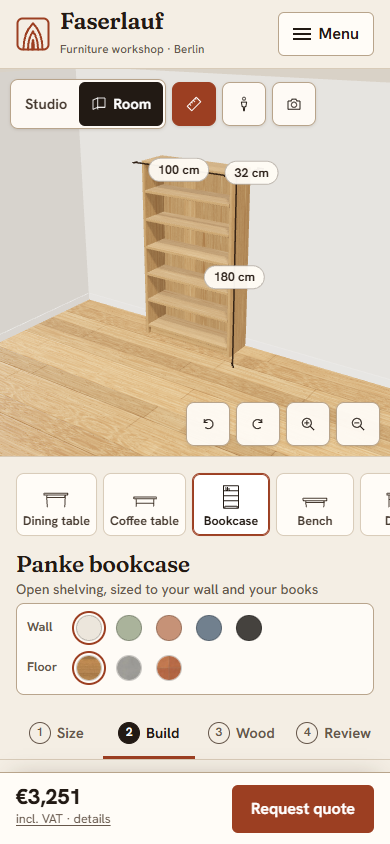 Faserlauf
Furniture workshop · Berlin
Menu
Studio
Room
100 cm
32 cm
180 cm
Dining table
Coffee table
Bookcase
Bench
Panke bookcase
Open shelving, sized to your wall and your books
Wall
Floor
1 Size
2 Build
3 Wood
4 Review
€3,251
incl. VAT · details
Request quote